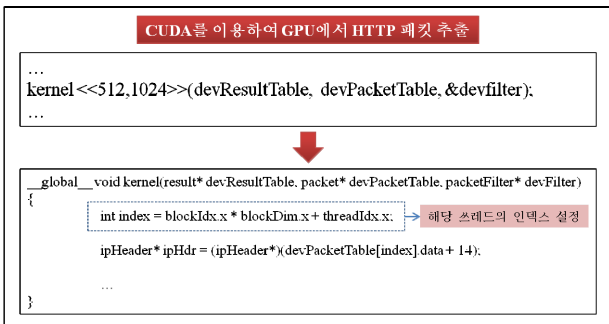 CUDA를 이용하여 GPU에서 HTTP 패킷 추출
…
kernel <<512,1024>>(devResultTable, devPacketTable, &devfilter);
…
__global__ void kernel(result* devResultTable, packet* devPacketTable, packetFilter* devFilter)
{
int index = blockIdx.x * blockDim.x + threadIdx.x;
해당 쓰레드의 인덱스 설정
ipHeader* ipHdr = (ipHeader*)(devPacketTable[index].data + 14);
…
}